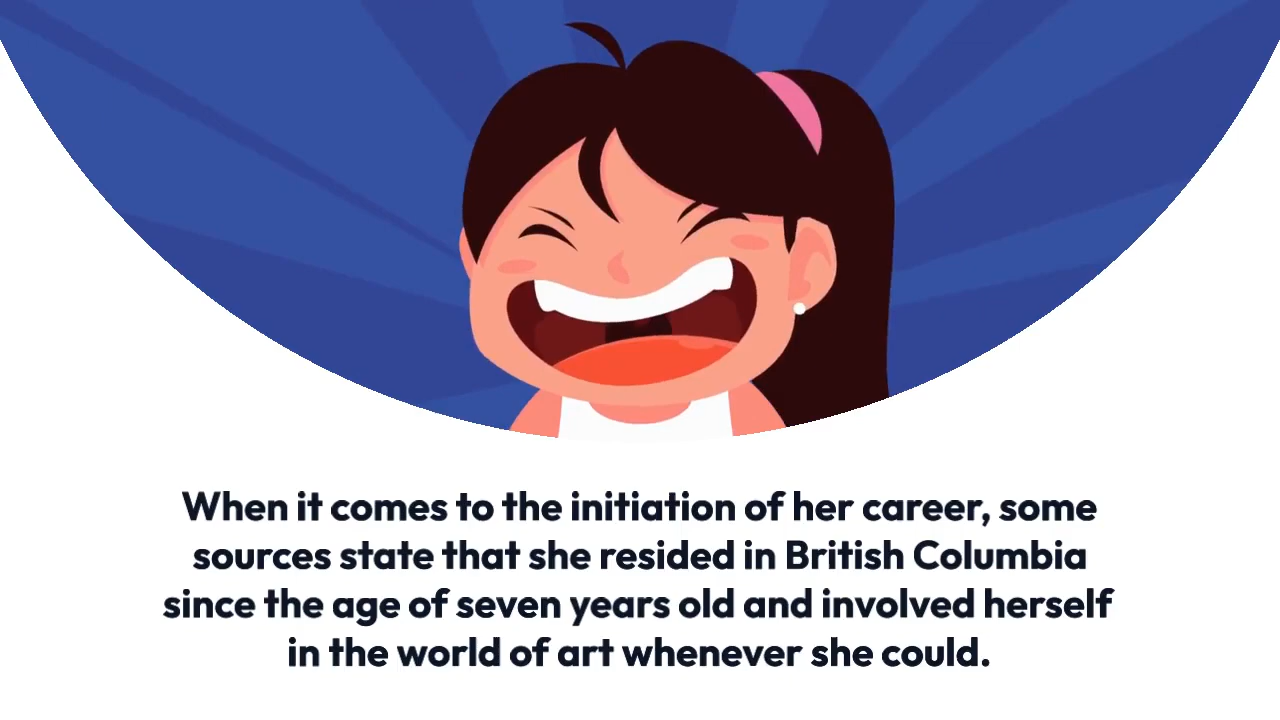 When it comes to the initiation of her career, some
sources state that she resided in British Columbia
since the age of seven years old and involved herself
in the world of art whenever she could.